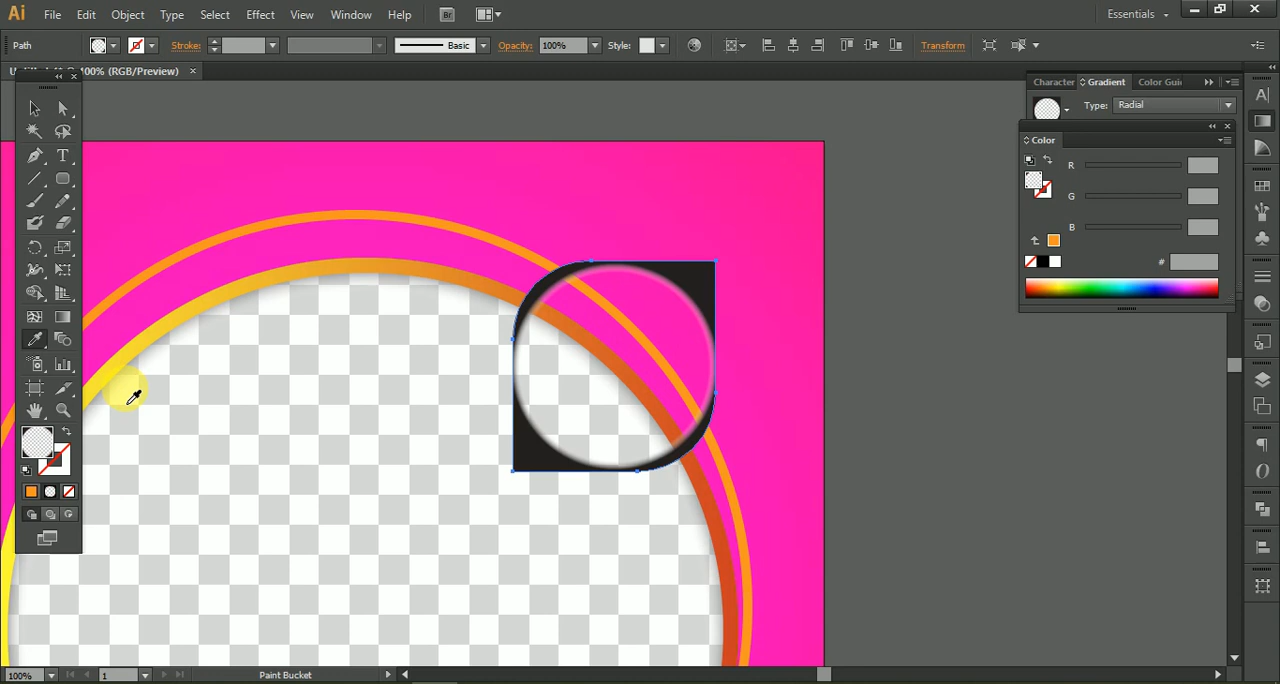 Ai File Edit Object Type Select Effect View Window Help Br Essentials
Path Stroke: Basic Opacity: 100% Style: Transform
100% (RGB/Preview) ×
Character Gradient Color Gui
Type: Radial
Color
R
G
B
#
100% 1 Paint Bucket